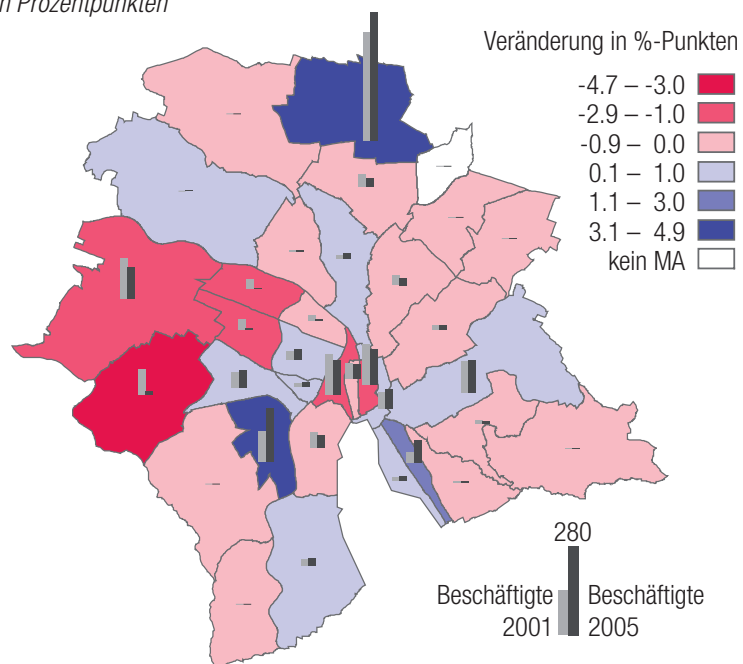 n Prozentpunkten
Veränderung in %-Punkten
-4.7 – -3.0
-2.9 – -1.0
-0.9 – 0.0
0.1 – 1.0
1.1 – 3.0
3.1 – 4.9
kein MA
280
Beschäftigte Beschäftigte
2001 2005